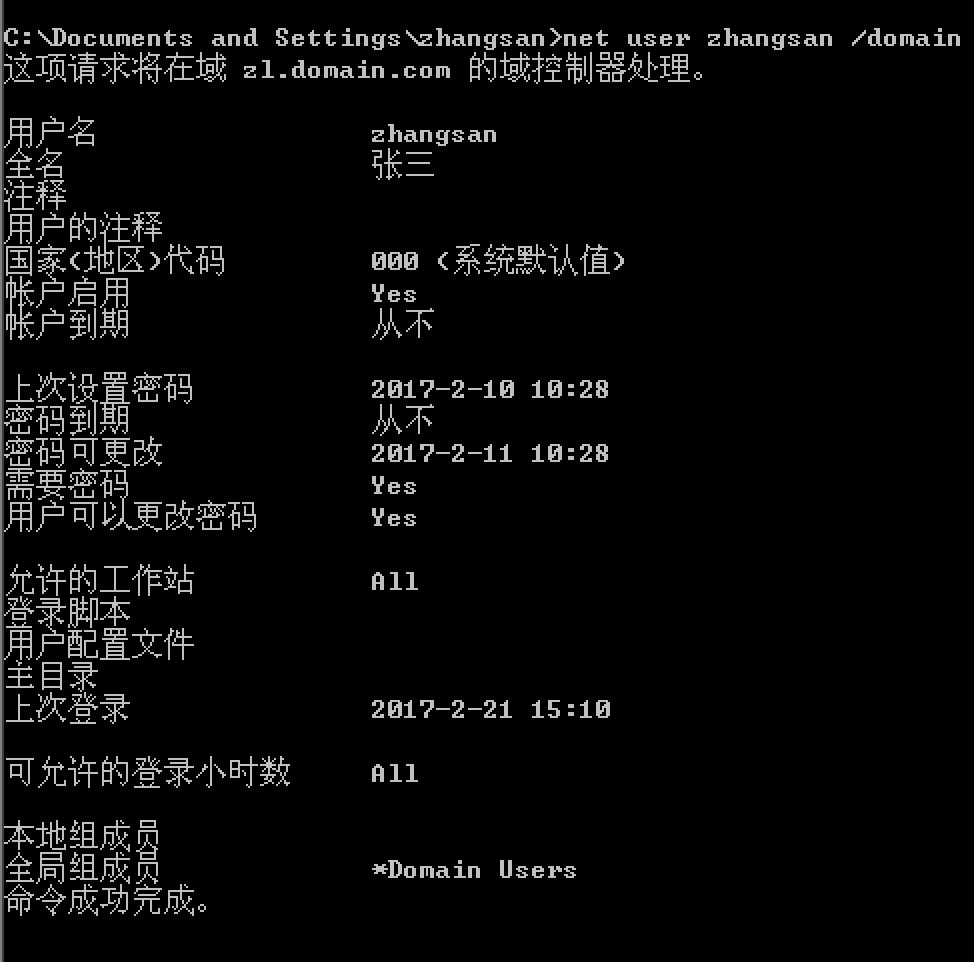 C:\Documents and Settings\zhangsan>net user zhangsan /domain
这项请求将在域 zl.domain.com 的域控制器处理。
用户名 zhangsan
全名 张三
注释
用户的注释
国家(地区)代码 000 (系统默认值)
帐户启用 Yes
帐户到期 从不
上次设置密码 2017-2-10 10:28
密码到期 从不
密码可更改 2017-2-11 10:28
需要密码 Yes
用户可以更改密码 Yes
允许的工作站 All
登录脚本
用户配置文件
主目录
上次登录 2017-2-21 15:10
可允许的登录小时数 All
本地组成员
全局组成员 *Domain Users
命令成功完成。